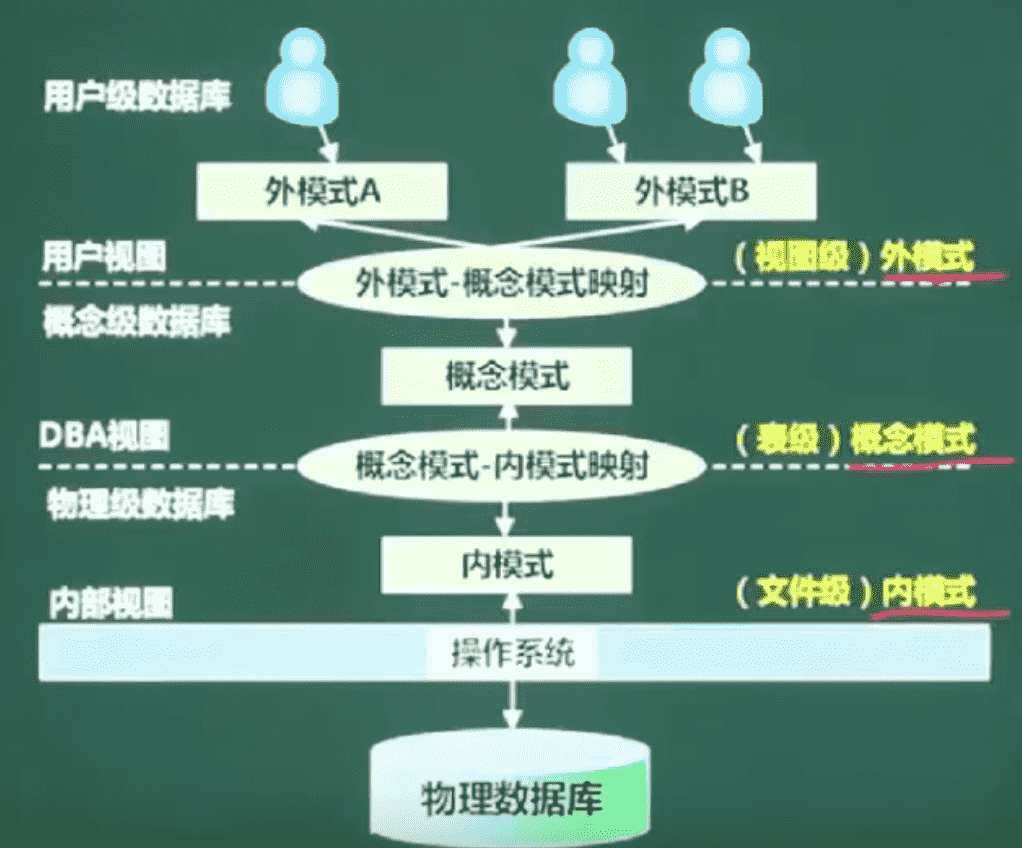 用户级数据库
外模式A
外模式B
用户视图
外模式-概念模式映射
（视图级）外模式
概念级数据库
概念模式
DBA视图
概念模式-内模式映射
（表级）概念模式
物理级数据库
内模式
内部视图
（文件级）内模式
操作系统
物理数据库